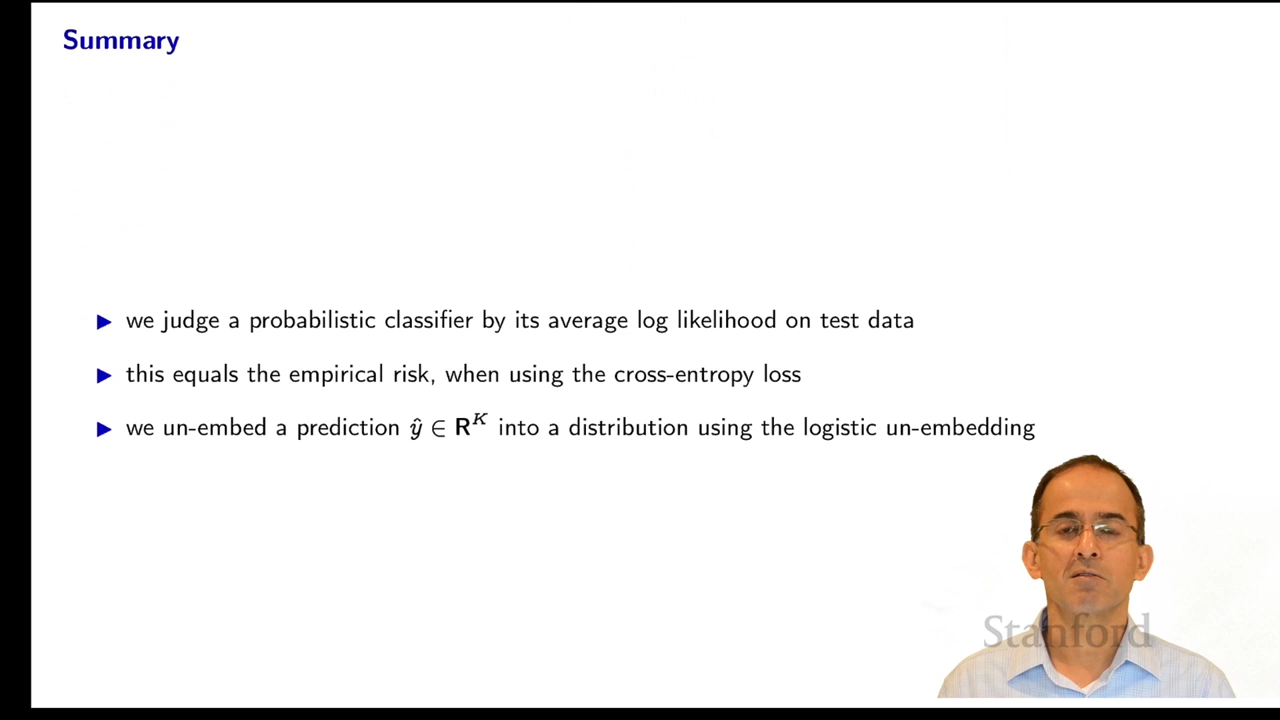 Summary
▶ we judge a probabilistic classifier by its average log likelihood on test data
▶ this equals the empirical risk, when using the cross-entropy loss
▶ we un-embed a prediction ŷ ∈ R^K into a distribution using the logistic un-embedding
Stanford